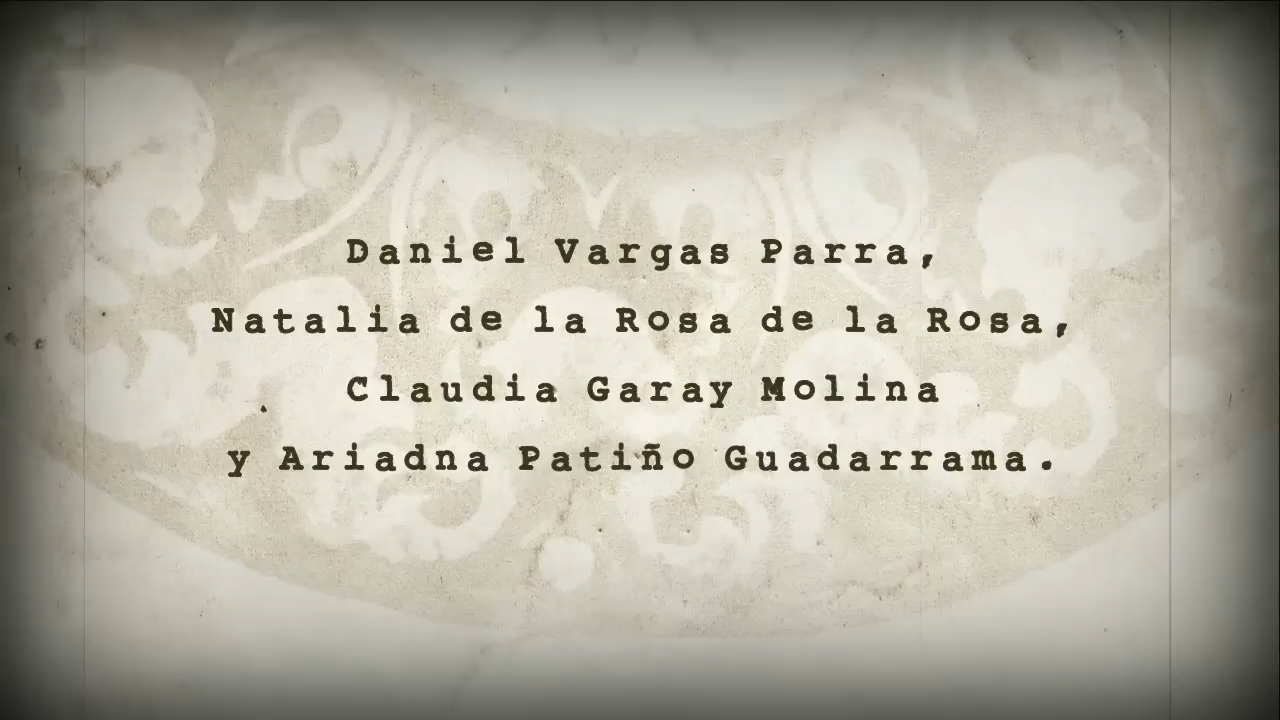 Daniel Vargas Parra,
Natalia de la Rosa de la Rosa,
Claudia Garay Molina
y Ariadna Patiño Guadarrama.